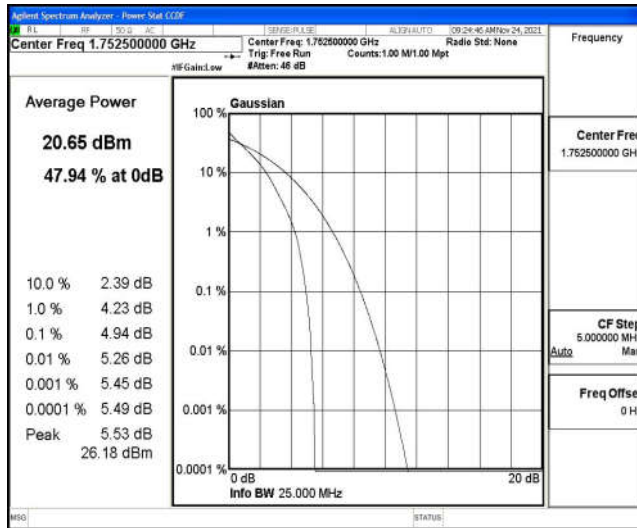 Agilent Spectrum Analyzer - Power Stat CCDF
RL RF 50 Ω AC SENSE:PULSE ALIGNAUTO 09:24:46 AM Nov 24, 2021
Center Freq 1.752500000 GHz
Center Freq: 1.752500000 GHz Radio Std: None
Trig: Free Run Counts:1.00 M/1.00 Mpt
#IFGain:Low #Atten: 46 dB
Frequency
Average Power
20.65 dBm
47.94 % at 0dB
10.0 % 2.39 dB
1.0 % 4.23 dB
0.1 % 4.94 dB
0.01 % 5.26 dB
0.001 % 5.45 dB
0.0001 % 5.49 dB
Peak 5.53 dB
26.18 dBm
Gaussian
100 %
10 %
1 %
0.1 %
0.01 %
0.001 %
0.0001 %
0 dB 20 dB
Info BW 25.000 MHz
Center Freq
1.752500000 GH
CF Step
5.000000 MH
Auto Ma
Freq Offse
0 H
MSG STATUS